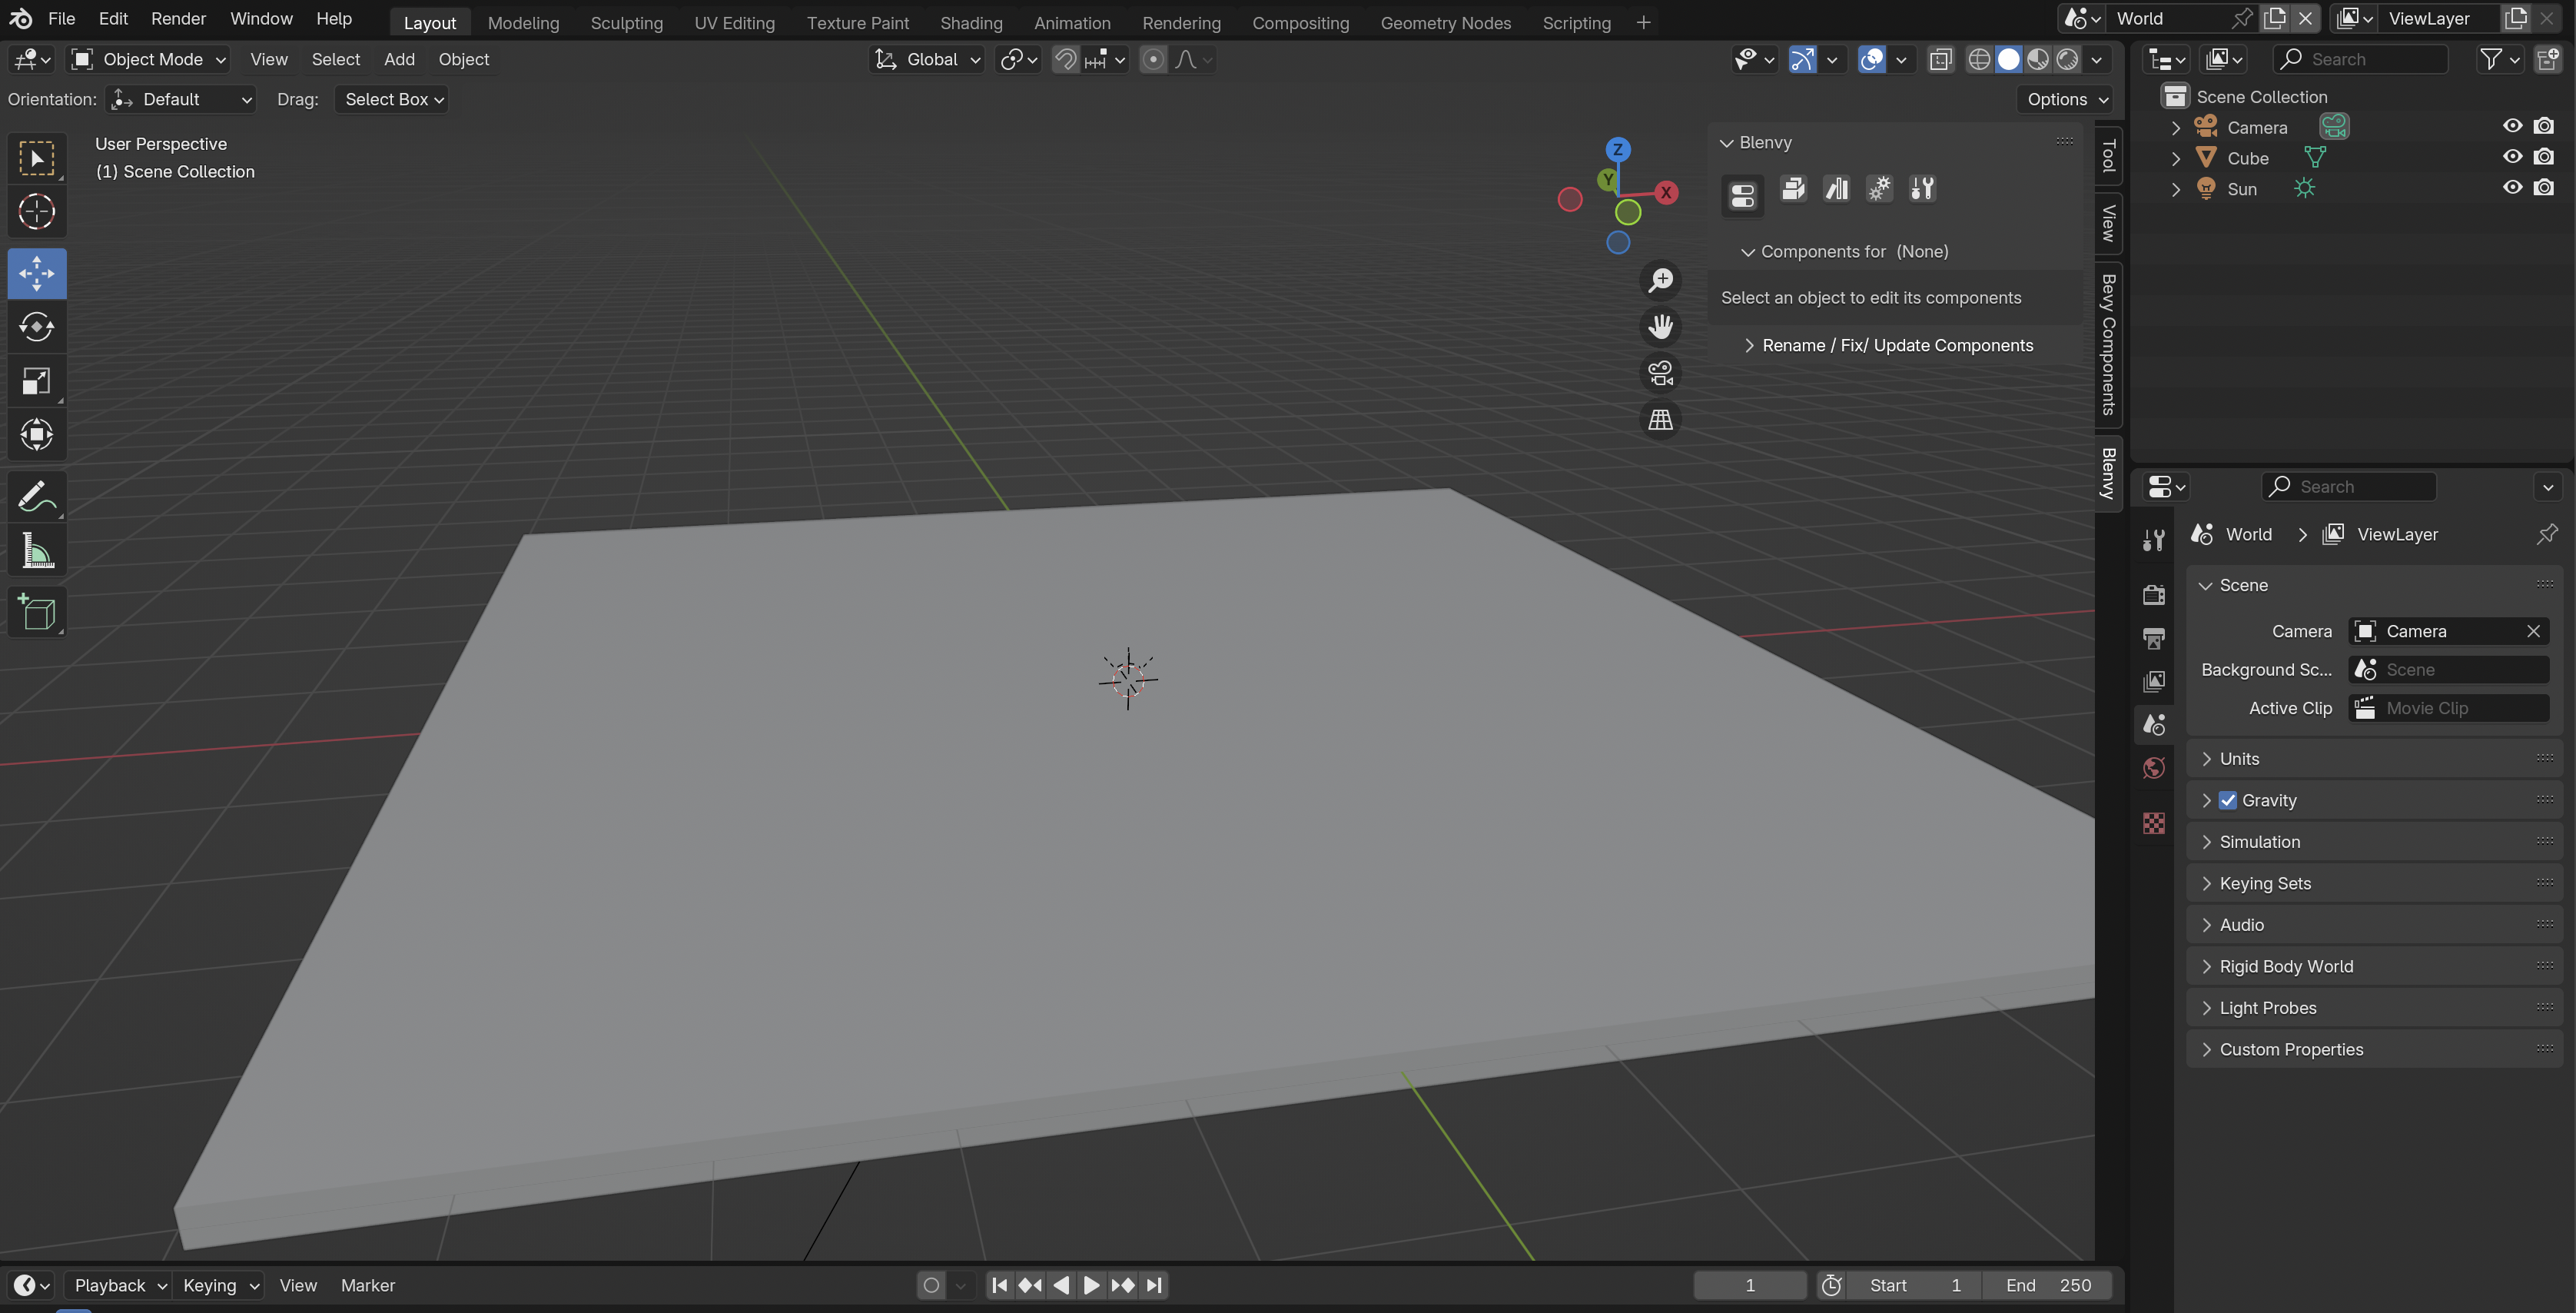 File Edit Render Window Help Layout Modeling Sculpting UV Editing Texture Paint Shading Animation Rendering Compositing Geometry Nodes Scripting World ViewLayer
Object Mode View Select Add Object Global Search
Orientation: Default Drag: Select Box Options
User Perspective
(1) Scene Collection
Z
Y
X
Blenvy
Components for (None)
Select an object to edit its components
Rename / Fix/ Update Components
Tool
View
Bevy Components
Blenvy
Scene Collection
Camera
Cube
Sun
Search
World ViewLayer
Scene
Camera Camera
Background Sc... Scene
Active Clip Movie Clip
Units
Gravity
Simulation
Keying Sets
Audio
Rigid Body World
Light Probes
Custom Properties
Playback Keying View Marker 1 Start 1 End 250